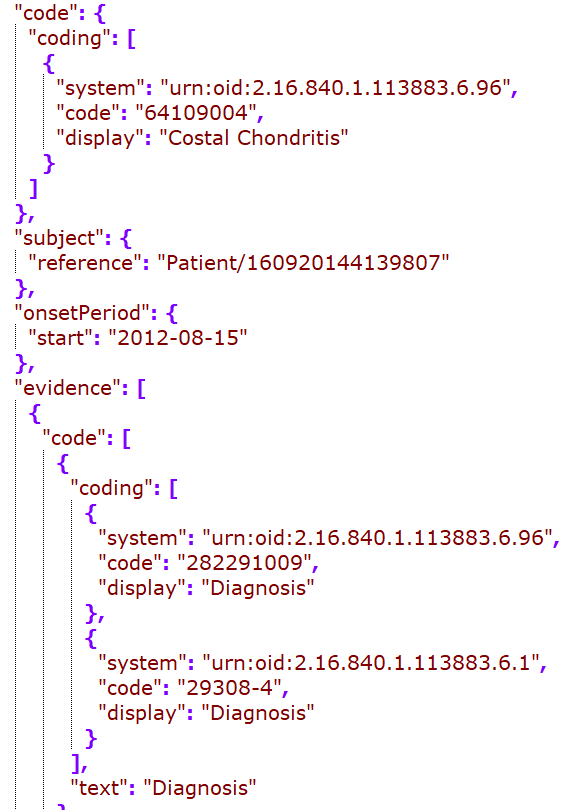 "code": {
"coding": [
{
"system": "urn:oid:2.16.840.1.113883.6.96",
"code": "64109004",
"display": "Costal Chondritis"
}
]
},
"subject": {
"reference": "Patient/160920144139807"
},
"onsetPeriod": {
"start": "2012-08-15"
},
"evidence": [
{
"code": [
{
"coding": [
{
"system": "urn:oid:2.16.840.1.113883.6.96",
"code": "282291009",
"display": "Diagnosis"
},
{
"system": "urn:oid:2.16.840.1.113883.6.1",
"code": "29308-4",
"display": "Diagnosis"
}
],
"text": "Diagnosis"
}